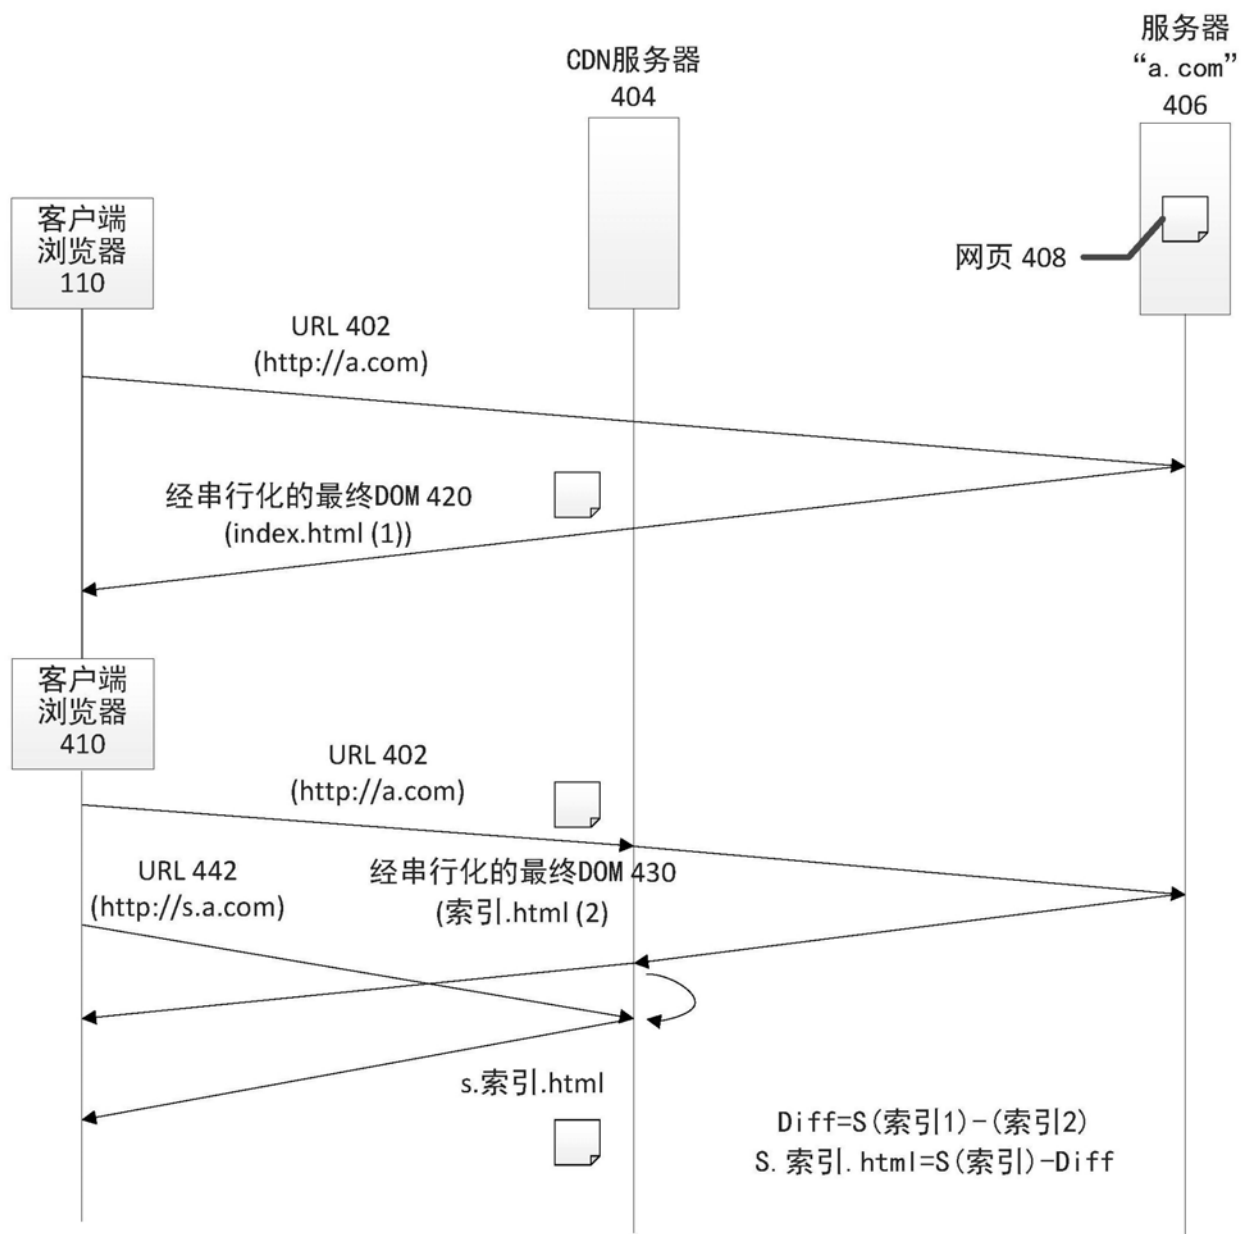 服务器
“a.com”
406
CDN服务器
404
客户端
浏览器
110
网页 408
URL 402
(http://a.com)
经串行化的最终DOM 420
(index.html (1))
客户端
浏览器
410
URL 402
(http://a.com)
URL 442
(http://s.a.com)
经串行化的最终DOM 430
(索引.html (2)
s.索引.html
Diff=S(索引1)-(索引2)
S.索引.html=S(索引)-Diff